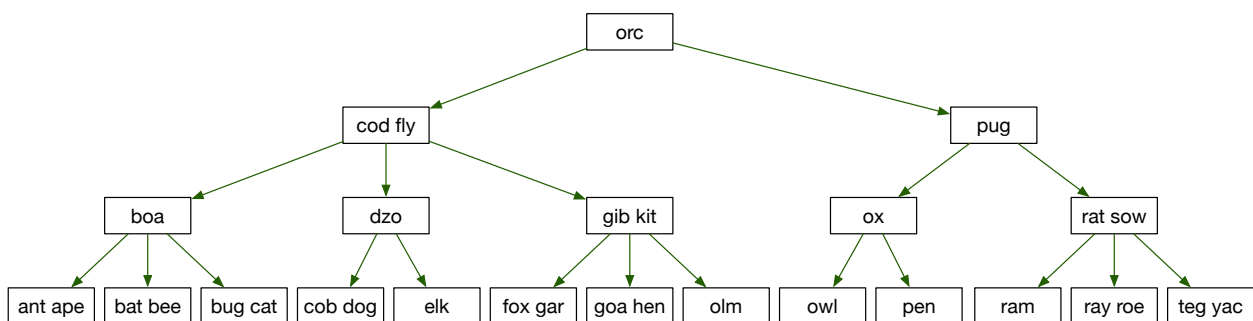 orc
cod fly
pug
boa
dzo
gib kit
ox
rat sow
ant ape
bat bee
bug cat
cob dog
elk
fox gar
goa hen
olm
owl
pen
ram
ray roe
teg yac